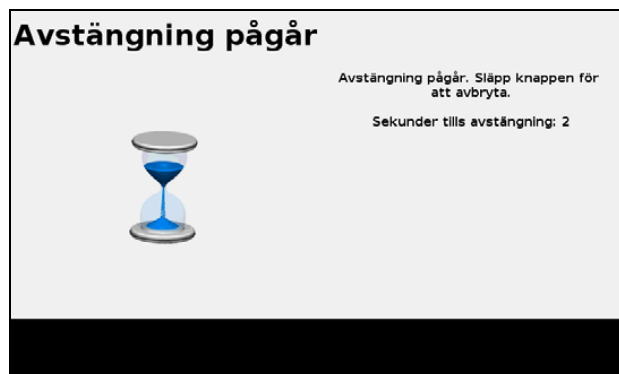 Avstängning pågår
Avstängning pågår. Släpp knappen för
att avbryta.
Sekunder tills avstängning: 2